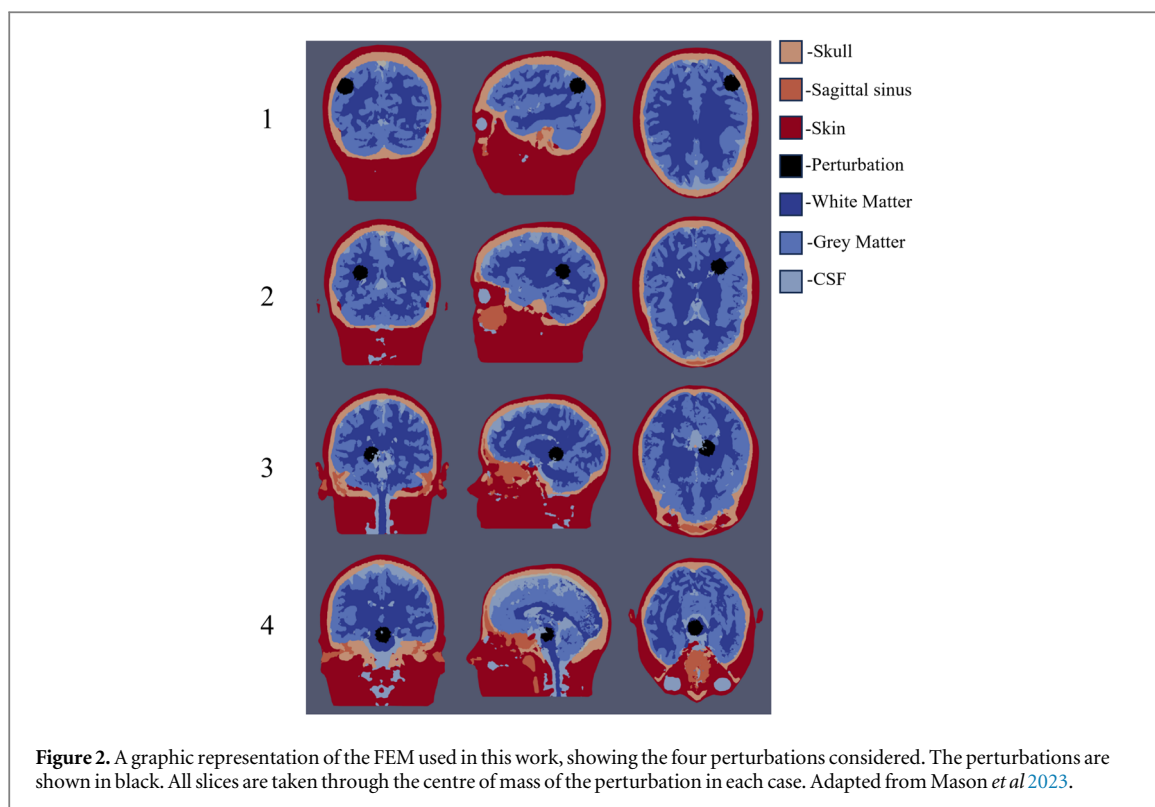 -Skull
-Sagittal sinus
-Skin
-Perturbation
-White Matter
-Grey Matter
-CSF
1
2
3
4
Figure 2. A graphic representation of the FEM used in this work, showing the four perturbations considered. The perturbations are
shown in black. All slices are taken through the centre of mass of the perturbation in each case. Adapted from Mason et al 2023.